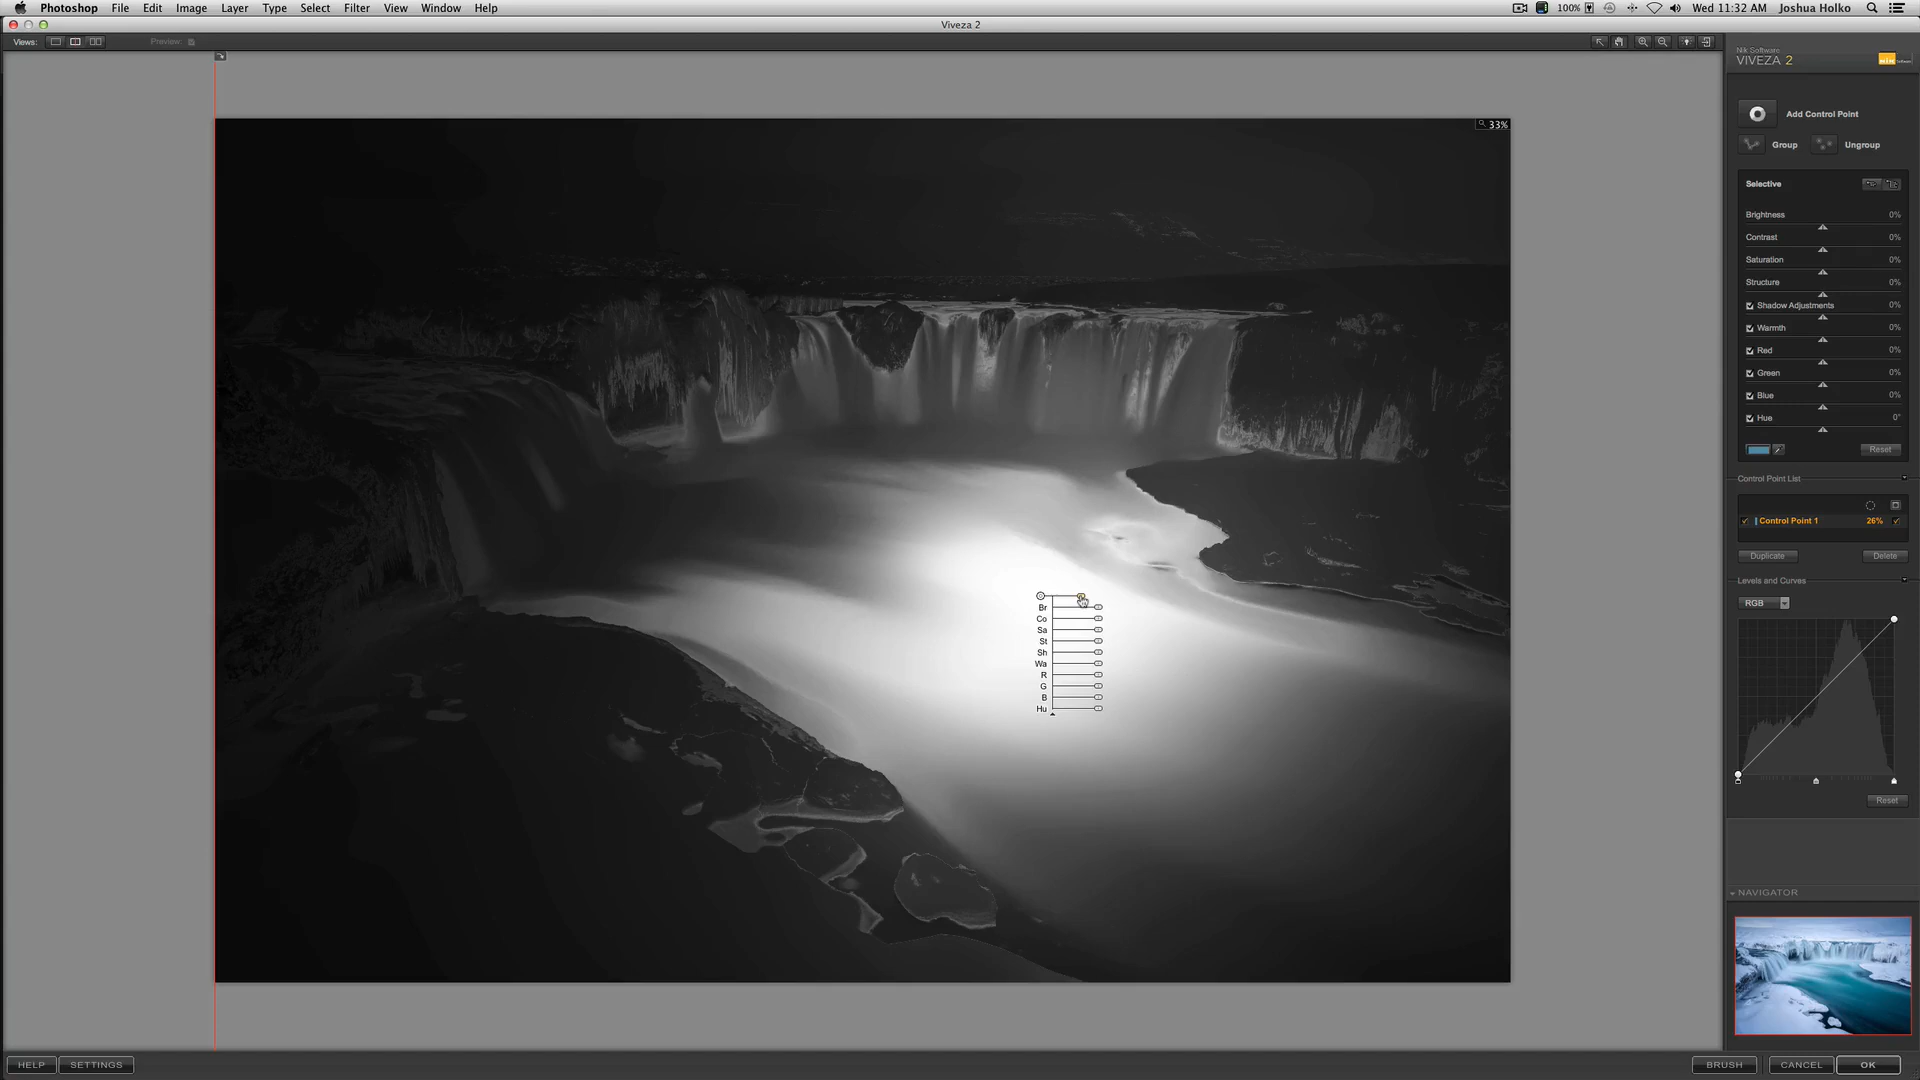 Photoshop File Edit Image Layer Type Select Filter View Window Help 100% Wed 11:32 AM Joshua Holko
Viveza 2
Views: Preview:
Nik Software
VIVEZA 2
33%
Add Control Point
Group Ungroup
Selective
Brightness 0%
Contrast 0%
Saturation 0%
Structure 0%
Shadow Adjustments 0%
Warmth 0%
Red 0%
Green 0%
Blue 0%
Hue 0°
Reset
Control Point List
Control Point 1 26%
Duplicate Delete
Levels and Curves
RGB
Br
Co
Sa
St
Sh
Wa
R
G
B
Hu
Reset
NAVIGATOR
HELP SETTINGS BRUSH CANCEL OK